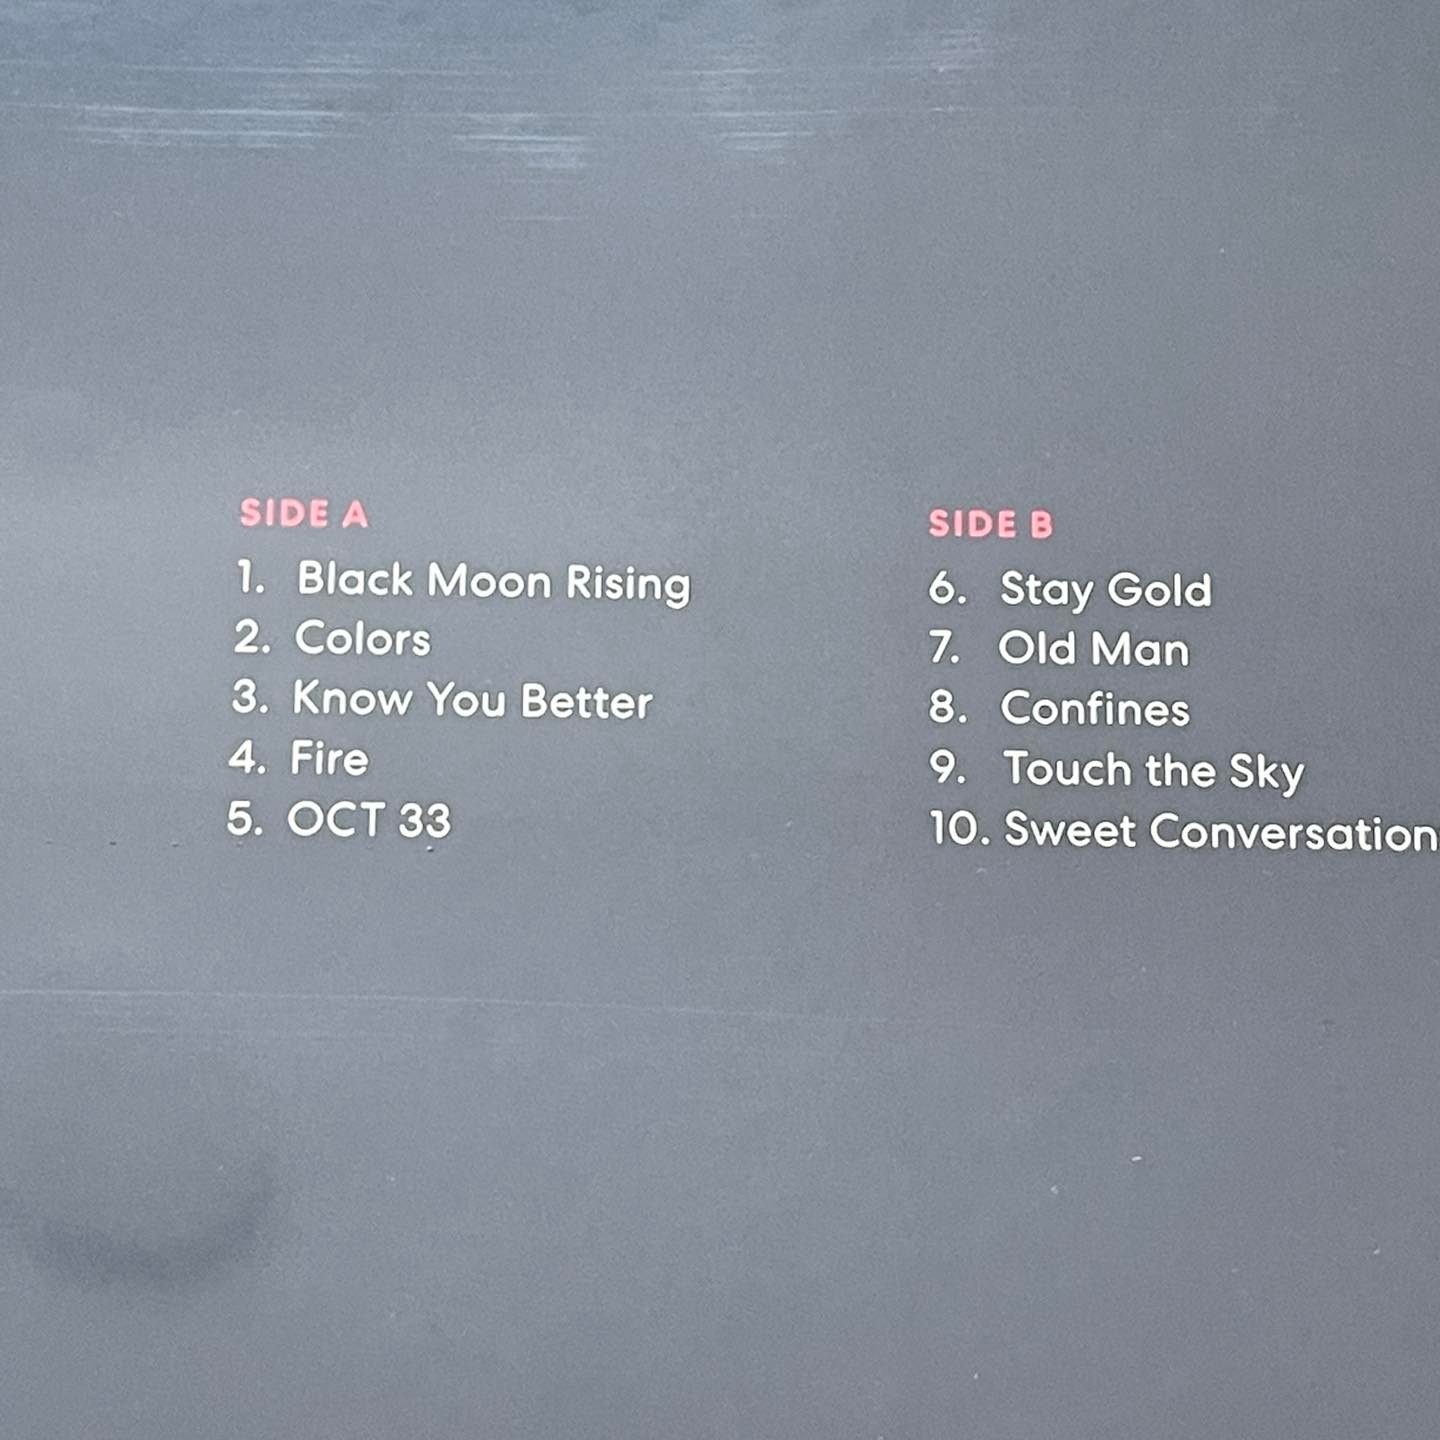 SIDE A
1. Black Moon Rising
2. Colors
3. Know You Better
4. Fire
5. OCT 33
SIDE B
6. Stay Gold
7. Old Man
8. Confines
9. Touch the Sky
10. Sweet Conversation